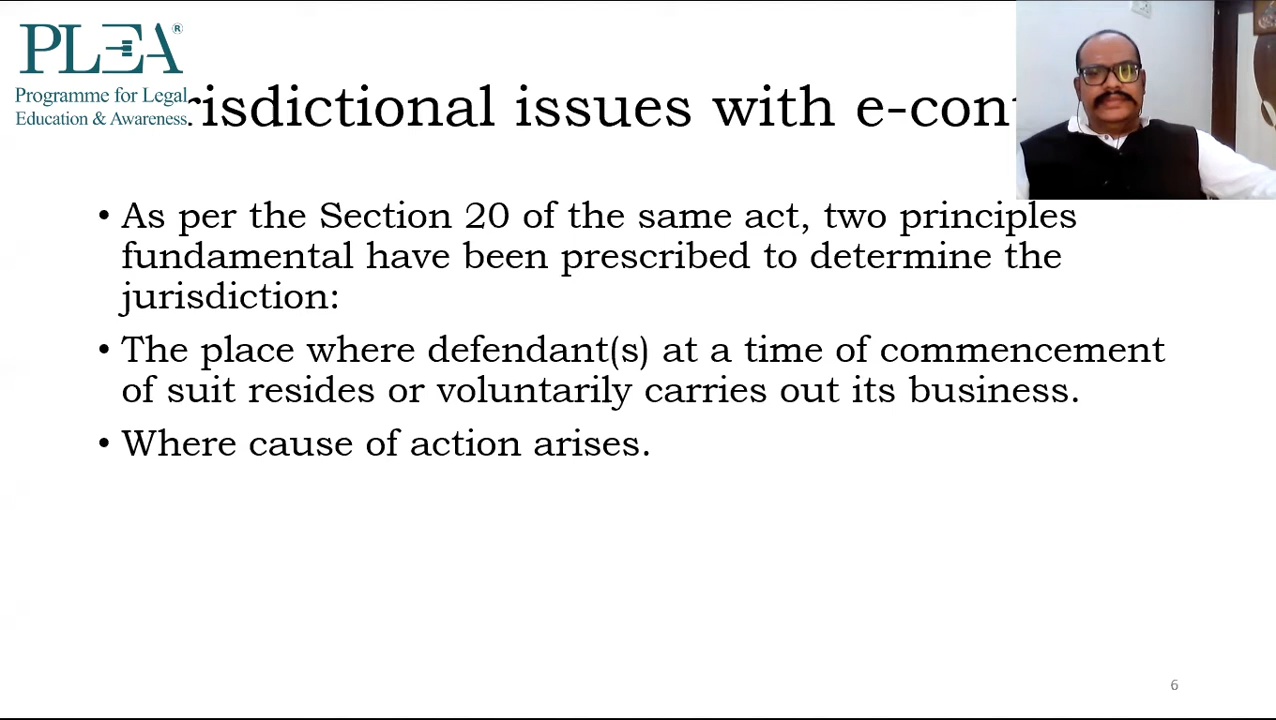 PLEA®
Programme for Legal
Education & Awareness
risdictional issues with e-con
• As per the Section 20 of the same act, two principles
fundamental have been prescribed to determine the
jurisdiction:
• The place where defendant(s) at a time of commencement
of suit resides or voluntarily carries out its business.
• Where cause of action arises.
6